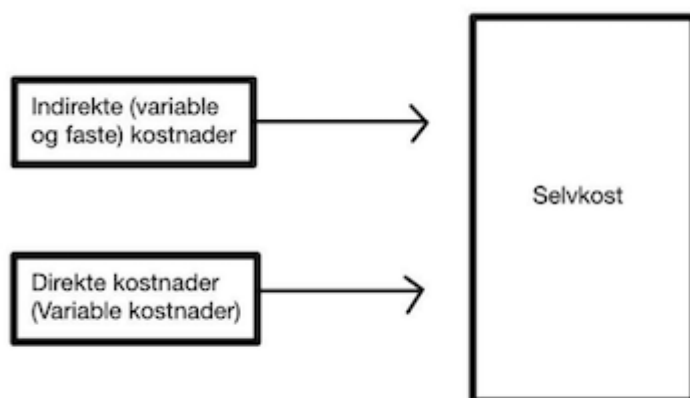 Indirekte (variable
og faste) kostnader
Selvkost
Direkte kostnader
(Variable kostnader)